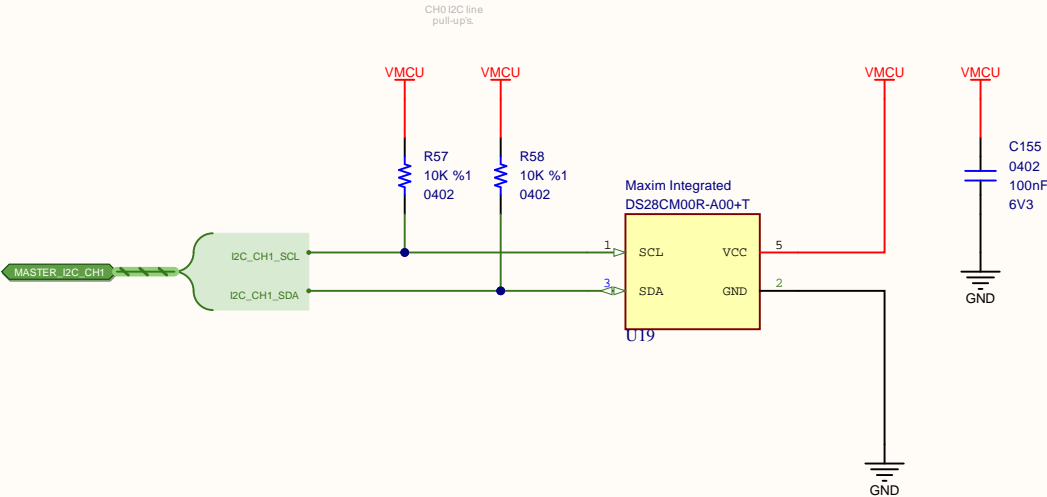 CH0 I2C line
pull-up's.
VMCU
VMCU
VMCU
VMCU
R57
10K %1
0402
R58
10K %1
0402
C155
0402
100nF
6V3
Maxim Integrated
DS28CM00R-A00+T
MASTER_I2C_CH1
I2C_CH1_SCL
I2C_CH1_SDA
1
SCL
VCC
5
3
SDA
GND
2
U19
GND
GND